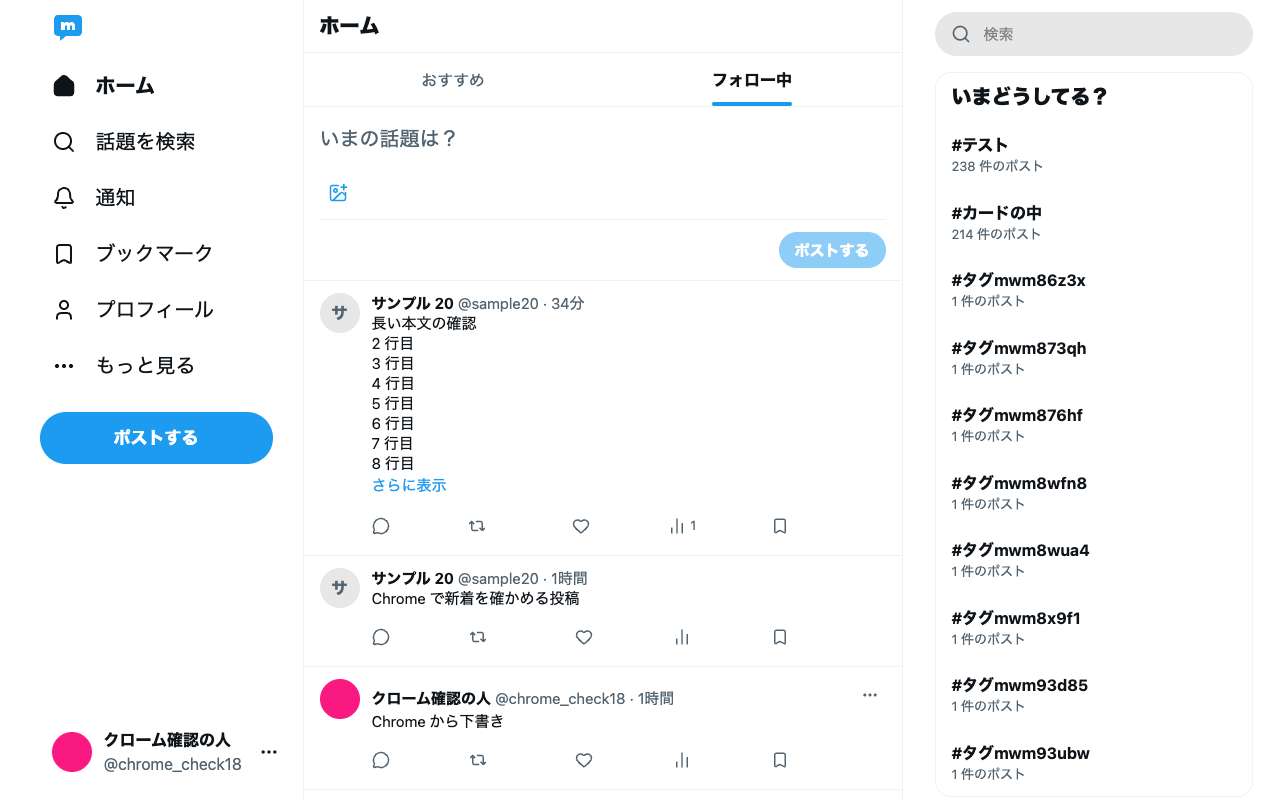 m
ホーム
話題を検索
通知
ブックマーク
プロフィール
もっと見る
ポストする
クローム確認の人
@chrome_check18
ホーム
おすすめ
フォロー中
いまの話題は？
ポストする
サ
サンプル 20 @sample20 · 34分
長い本文の確認
2 行目
3 行目
4 行目
5 行目
6 行目
7 行目
8 行目
さらに表示
1
サ
サンプル 20 @sample20 · 1時間
Chrome で新着を確かめる投稿
クローム確認の人 @chrome_check18 · 1時間
Chrome から下書き
検索
いまどうしてる？
#テスト
238 件のポスト
#カードの中
214 件のポスト
#タグmwm86z3x
1 件のポスト
#タグmwm873qh
1 件のポスト
#タグmwm876hf
1 件のポスト
#タグmwm8wfn8
1 件のポスト
#タグmwm8wua4
1 件のポスト
#タグmwm8x9f1
1 件のポスト
#タグmwm93d85
1 件のポスト
#タグmwm93ubw
1 件のポスト